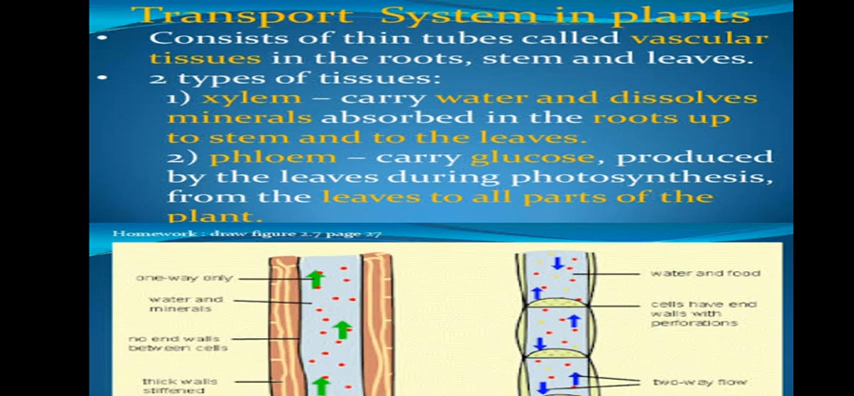 Transport System in plants
• Consists of thin tubes called vascular
tissues in the roots, stem and leaves.
• 2 types of tissues:
1) xylem – carry water and dissolves
minerals absorbed in the roots up
to stem and to the leaves.
2) phloem – carry glucose, produced
by the leaves during photosynthesis,
from the leaves to all parts of the
plant.
Homework : draw figure 2.7 page 27
one-way only
water and
minerals
no end walls
between cells
thick walls
stiffened
water and food
cells have end
walls with
perforations
two-way flow